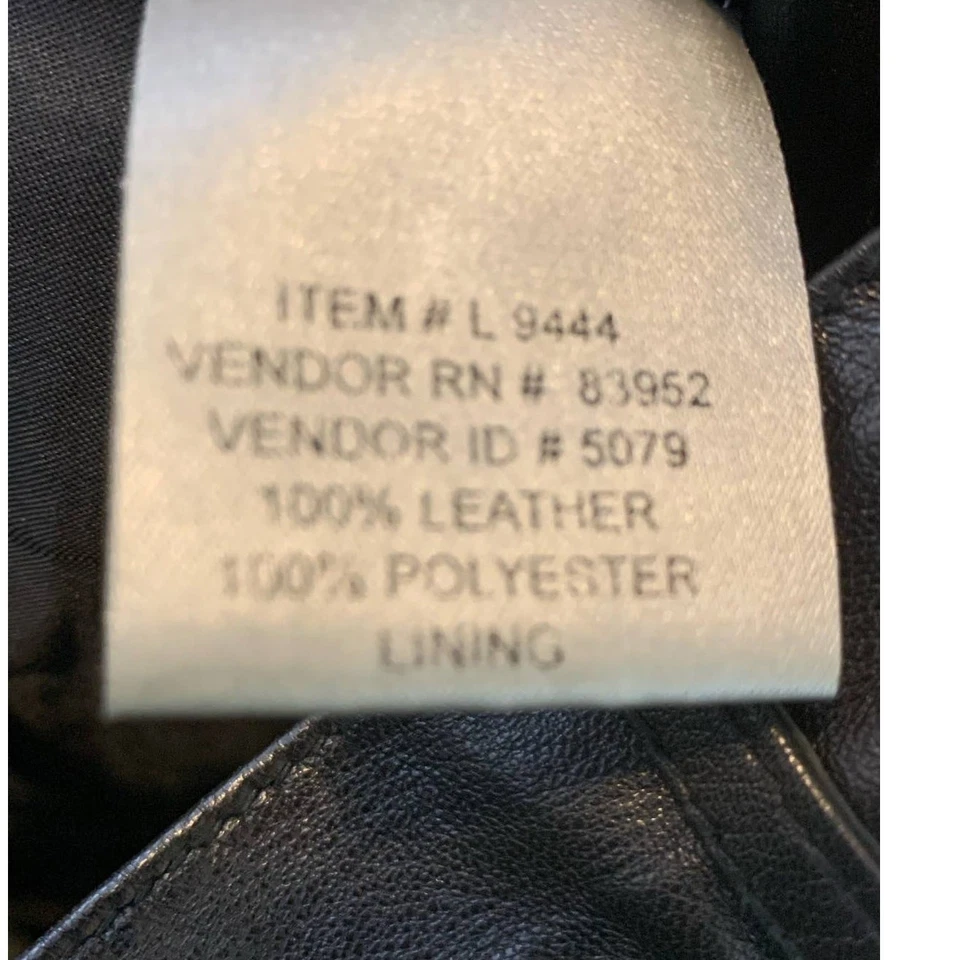 ITEM # L 9444
VENDOR RN # 83952
VENDOR ID # 5079
100% LEATHER
100% POLYESTER
LINING